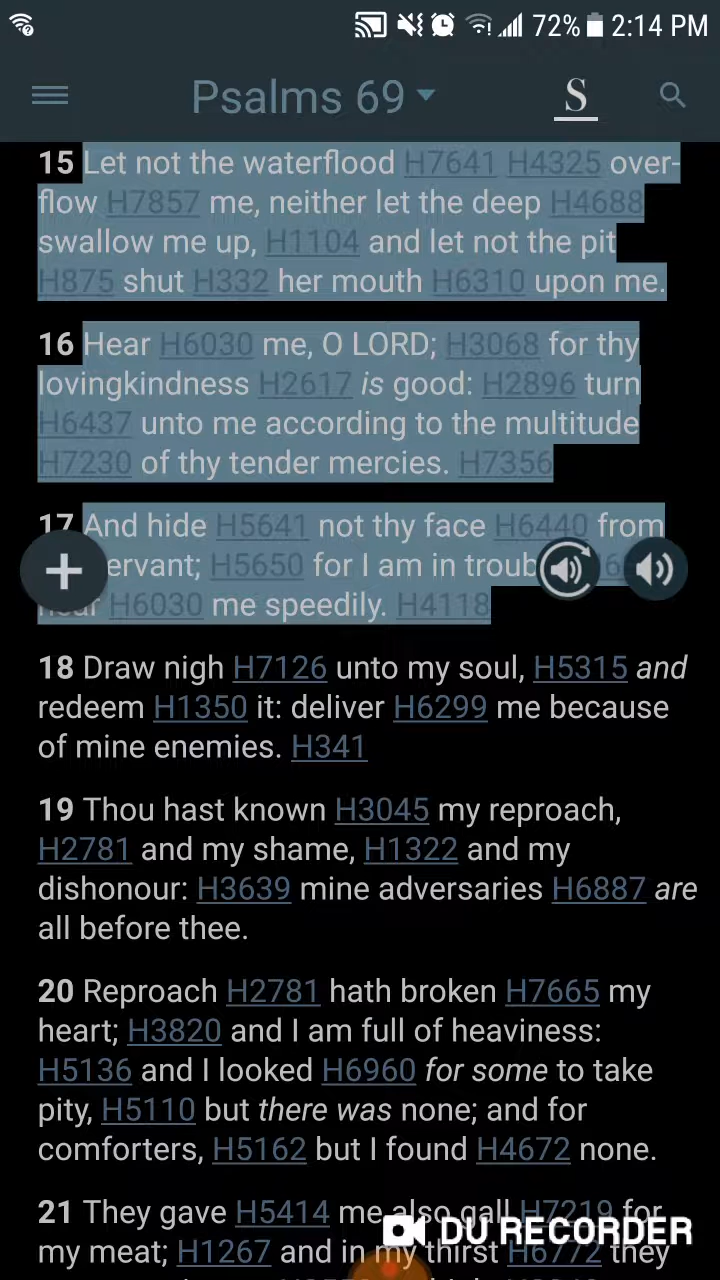 72% 2:14 PM
Psalms 69 S
15 Let not the waterflood H7641 H4325 over-
flow H7857 me, neither let the deep H4688
swallow me up, H1104 and let not the pit
H875 shut H332 her mouth H6310 upon me.
16 Hear H6030 me, O LORD; H3068 for thy
lovingkindness H2617 is good: H2896 turn
H6437 unto me according to the multitude
H7230 of thy tender mercies. H7356
17 And hide H5641 not thy face H6440 from
ervant; H5650 for I am in troub
H6030 me speedily. H4118
18 Draw nigh H7126 unto my soul, H5315 and
redeem H1350 it: deliver H6299 me because
of mine enemies. H341
19 Thou hast known H3045 my reproach,
H2781 and my shame, H1322 and my
dishonour: H3639 mine adversaries H6887 are
all before thee.
20 Reproach H2781 hath broken H7665 my
heart; H3820 and I am full of heaviness:
H5136 and I looked H6960 for some to take
pity, H5110 but there was none; and for
comforters, H5162 but I found H4672 none.
21 They gave H5414 me also gall H7219 for
DU RECORDER
my meat; H1267 and in my thirst H6772 they